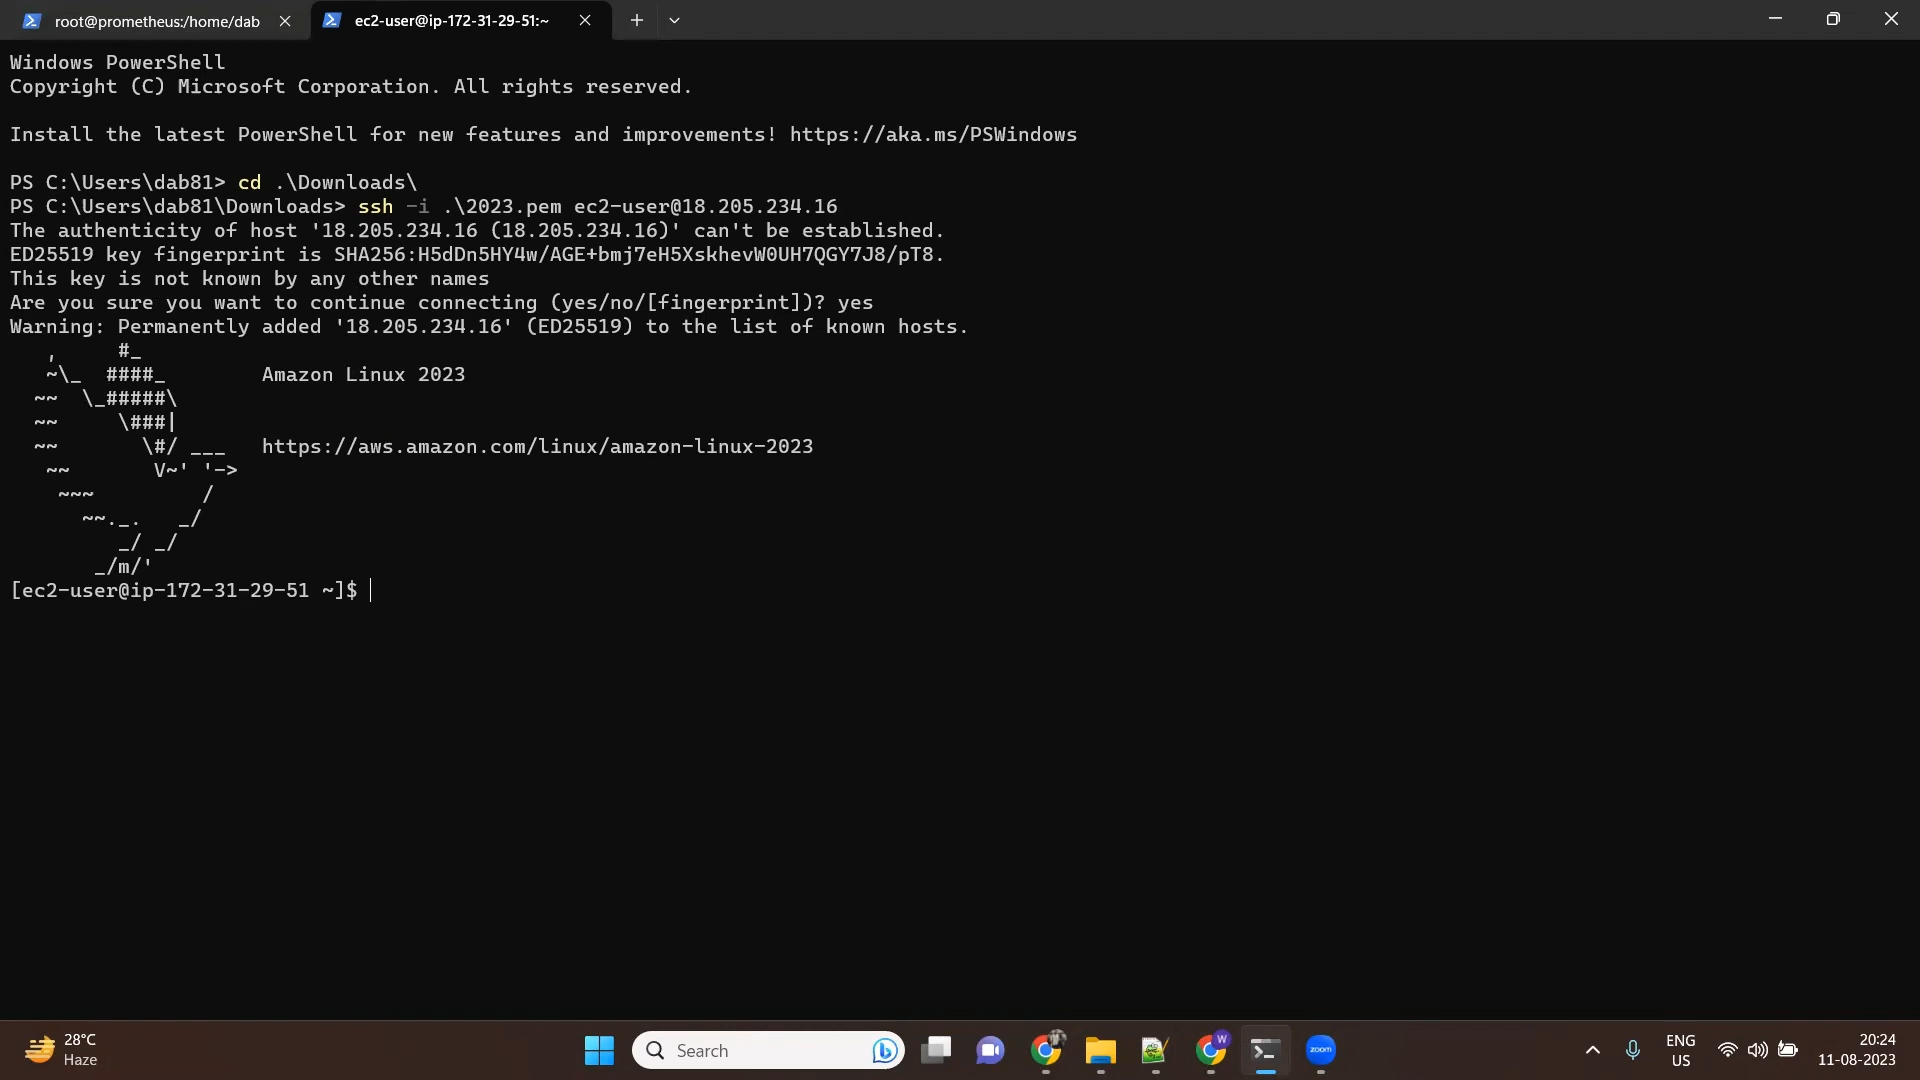 root@prometheus:/home/dab
ec2-user@ip-172-31-29-51:~
Windows PowerShell
Copyright (C) Microsoft Corporation. All rights reserved.
Install the latest PowerShell for new features and improvements! https://aka.ms/PSWindows
PS C:\Users\dab81> cd .\Downloads\
PS C:\Users\dab81\Downloads> ssh -i .\2023.pem ec2-user@18.205.234.16
The authenticity of host '18.205.234.16 (18.205.234.16)' can't be established.
ED25519 key fingerprint is SHA256:H5dDn5HY4w/AGE+bmj7eH5XskhevW0UH7QGY7J8/pT8.
This key is not known by any other names
Are you sure you want to continue connecting (yes/no/[fingerprint])? yes
Warning: Permanently added '18.205.234.16' (ED25519) to the list of known hosts.
   ,     #_
   ~\_  ####_        Amazon Linux 2023
  ~~  \_#####\
  ~~     \###|
  ~~       \#/ ___   https://aws.amazon.com/linux/amazon-linux-2023
   ~~       V~' '->
    ~~~         /
      ~~._.   _/
         _/ _/
       _/m/'
[ec2-user@ip-172-31-29-51 ~]$
28°C
Haze
Search
W
zoom
ENG
US
20:24
11-08-2023